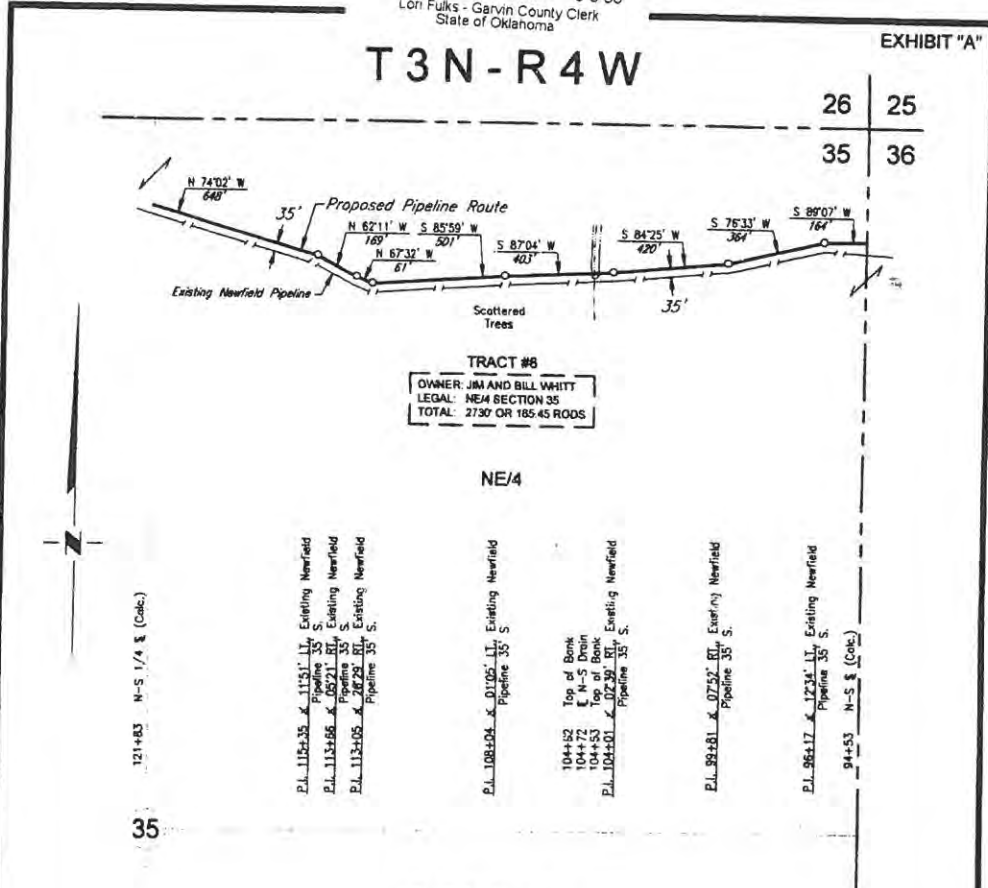 Lori Fulks - Garvin County Clerk
State of Oklahoma
EXHIBIT "A"
T3N-R4W
26 25
35 36
N 74°02' W
648'
35'
Proposed Pipeline Route
N 62°11' W
169'
N 67°32' W
61'
S 85°59' W
501'
S 87°04' W
403'
S 84°25' W
420'
S 76°33' W
364'
S 89°07' W
164'
Existing Newfield Pipeline
Scattered
Trees
35'
TRACT #8
OWNER: JIM AND BILL WHITT
LEGAL: NE/4 SECTION 35
TOTAL: 2730' OR 165.45 RODS
NE/4
N
121+83 N-S 1/4 ℄ (Calc.)
P.I. 115+35 ∡ 11°51' LT. Existing Newfield
Pipeline 35' S.
P.I. 113+66 ∡ 05°21' RT. Existing Newfield
Pipeline 35' S.
P.I. 113+05 ∡ 26°29' RT. Existing Newfield
Pipeline 35' S.
P.I. 108+04 ∡ 01°05' LT. Existing Newfield
Pipeline 35' S.
104+62 Top of Bank
104+72 ℄ N-S Drain
104+53 Top of Bank
P.I. 104+01 ∡ 02°39' RT. Existing Newfield
Pipeline 35' S.
P.I. 99+81 ∡ 07°52' RT. Existing Newfield
Pipeline 35' S.
P.I. 96+17 ∡ 12°34' LT. Existing Newfield
Pipeline 35' S.
94+53 N-S ℄ (Calc.)
35